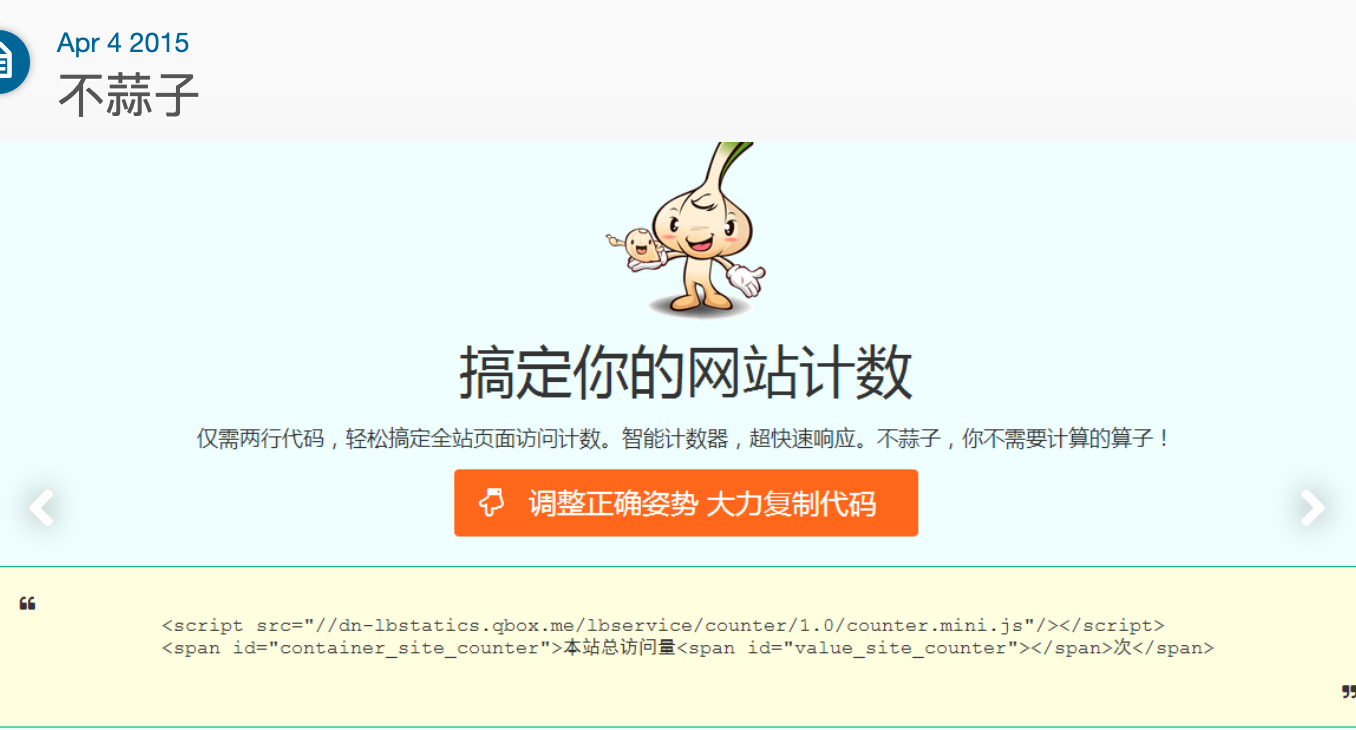 Apr 4 2015
不蒜子
搞定你的网站计数
仅需两行代码，轻松搞定全站页面访问计数。智能计数器，超快速响应。不蒜子，你不需要计算的算子！
调整正确姿势 大力复制代码
<script src="//dn-lbstatics.qbox.me/lbservice/counter/1.0/counter.mini.js"/></script>
<span id="container_site_counter">本站总访问量<span id="value_site_counter"></span>次</span>